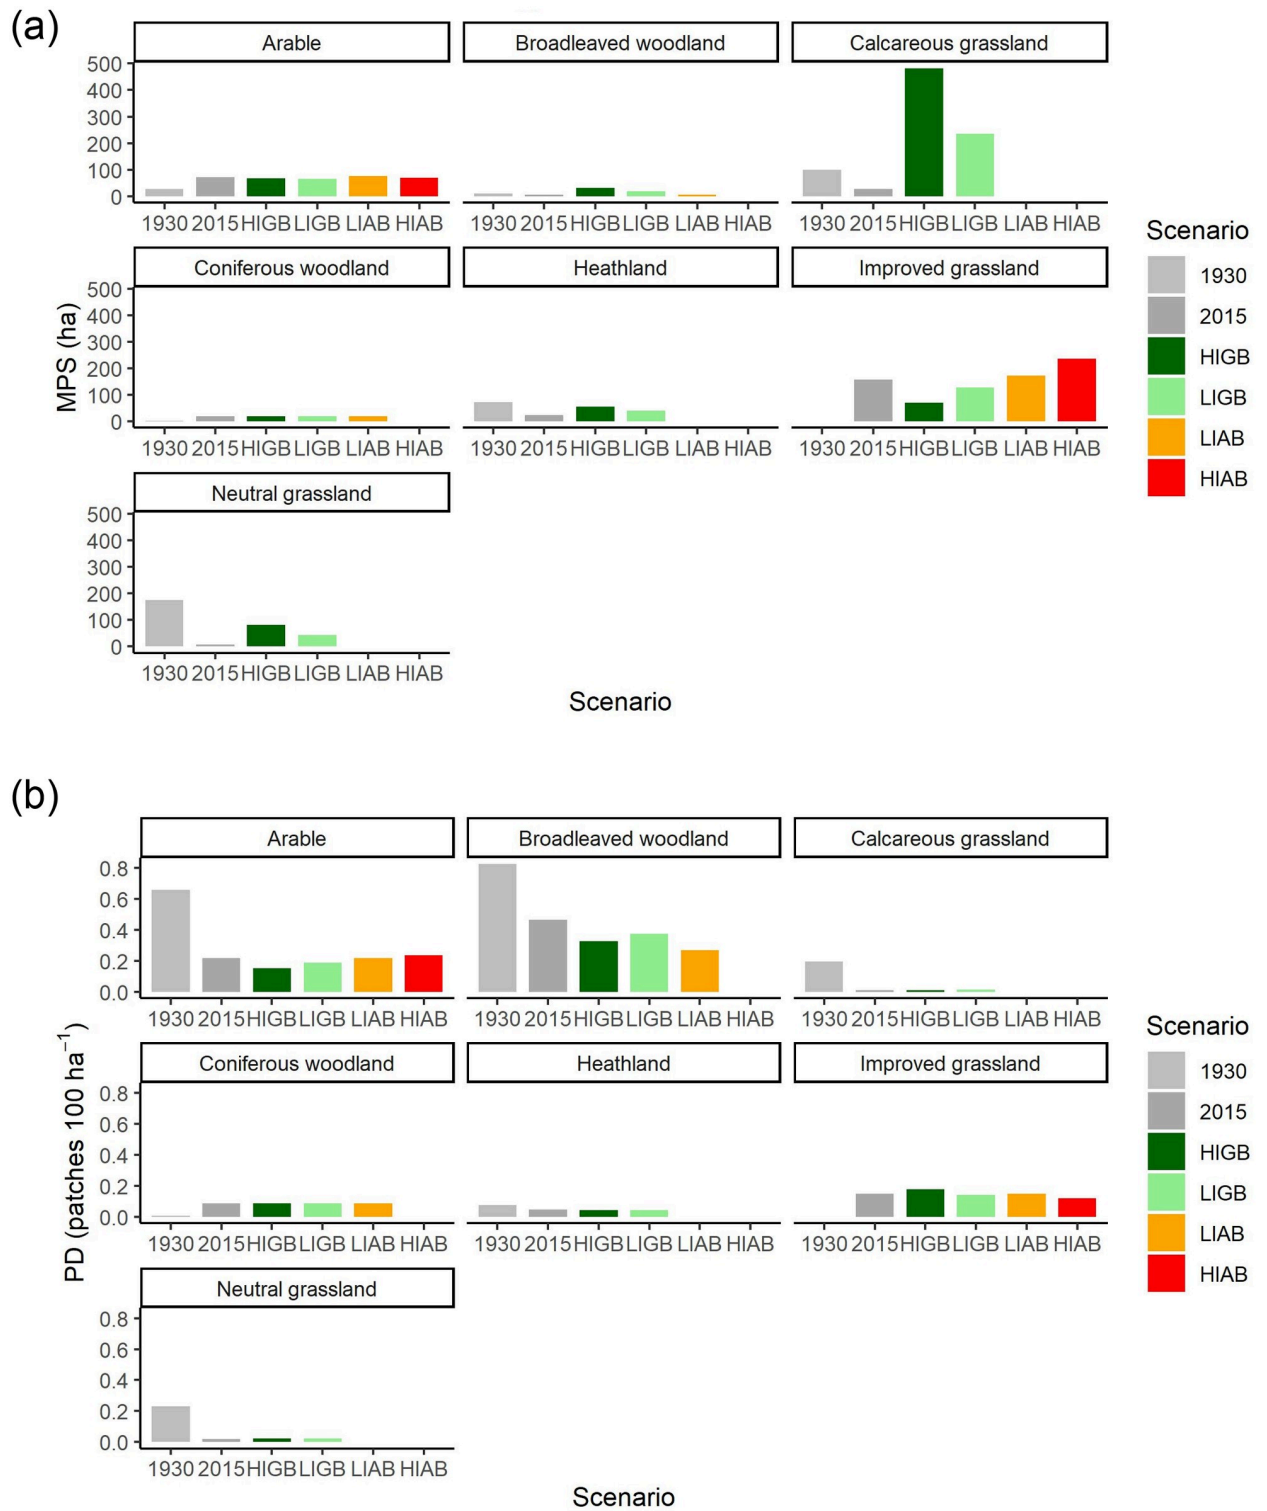 (a)
Arable Broadleaved woodland Calcareous grassland
500
400
300
200
100
0
1930 2015 HIGB LIGB LIAB HIAB 1930 2015 HIGB LIGB LIAB HIAB 1930 2015 HIGB LIGB LIAB HIAB
Coniferous woodland Heathland Improved grassland
500
400
300
200
100
0
1930 2015 HIGB LIGB LIAB HIAB 1930 2015 HIGB LIGB LIAB HIAB 1930 2015 HIGB LIGB LIAB HIAB
Neutral grassland
500
400
300
200
100
0
1930 2015 HIGB LIGB LIAB HIAB
MPS (ha)
Scenario
Scenario
1930
2015
HIGB
LIGB
LIAB
HIAB
(b)
Arable Broadleaved woodland Calcareous grassland
0.8
0.6
0.4
0.2
0.0
1930 2015 HIGB LIGB LIAB HIAB 1930 2015 HIGB LIGB LIAB HIAB 1930 2015 HIGB LIGB LIAB HIAB
Coniferous woodland Heathland Improved grassland
0.8
0.6
0.4
0.2
0.0
1930 2015 HIGB LIGB LIAB HIAB 1930 2015 HIGB LIGB LIAB HIAB 1930 2015 HIGB LIGB LIAB HIAB
Neutral grassland
0.8
0.6
0.4
0.2
0.0
1930 2015 HIGB LIGB LIAB HIAB
PD (patches 100 ha⁻¹)
Scenario
Scenario
1930
2015
HIGB
LIGB
LIAB
HIAB